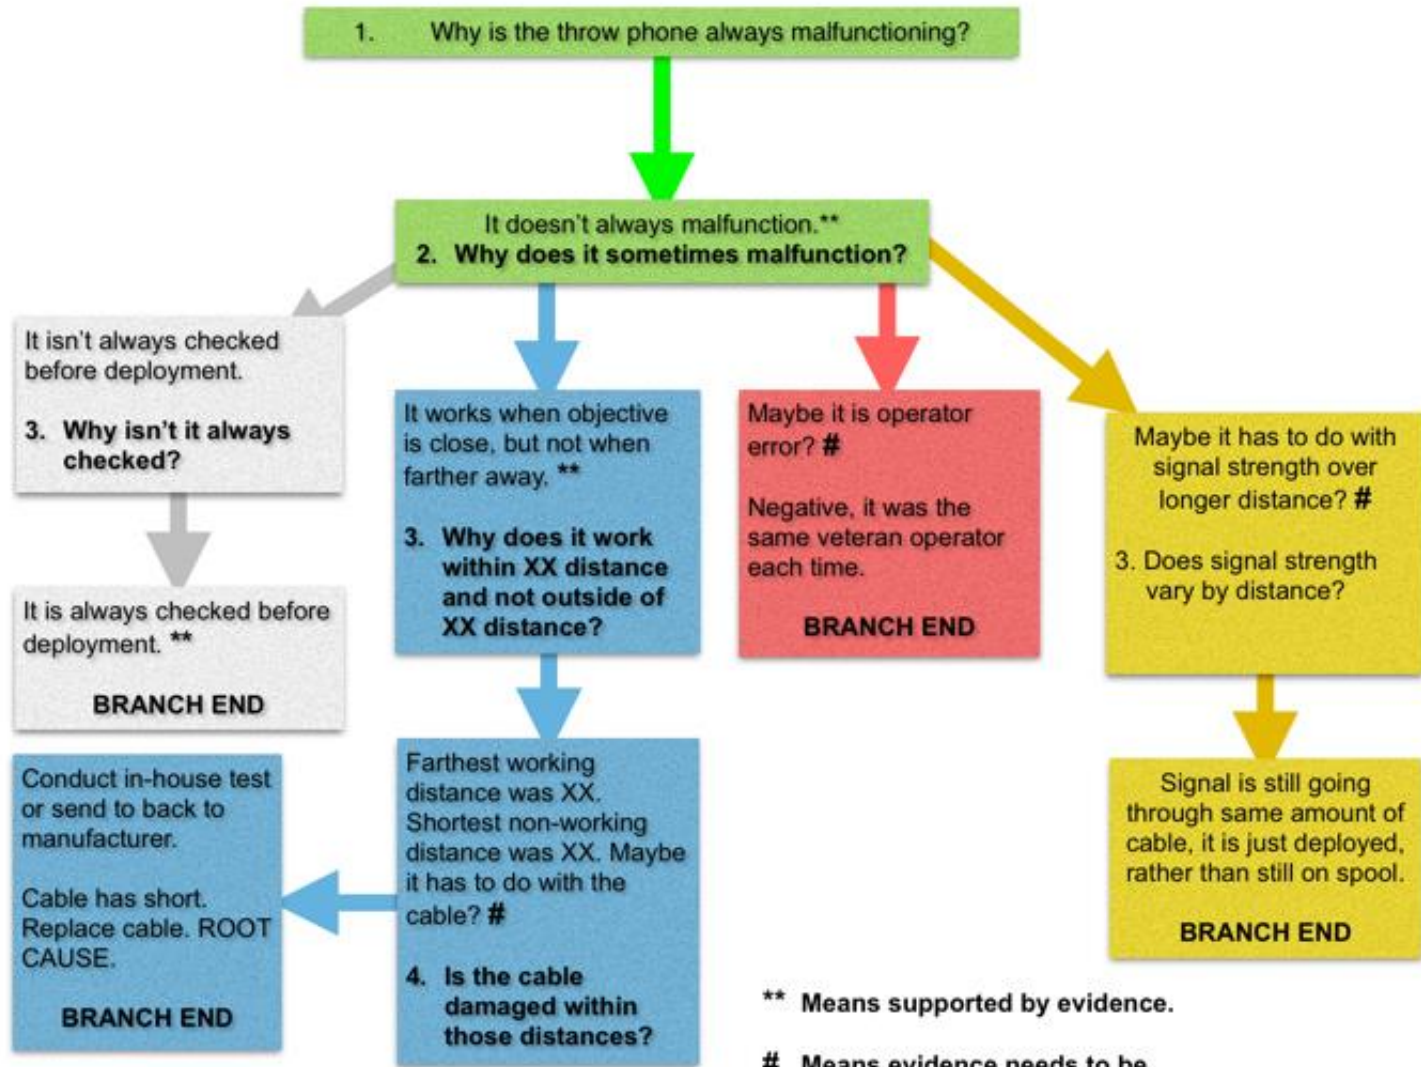 1. Why is the throw phone always malfunctioning?
It doesn't always malfunction.**
2. Why does it sometimes malfunction?
It isn't always checked
before deployment.
3. Why isn't it always
checked?
It is always checked before
deployment. **
BRANCH END
It works when objective
is close, but not when
farther away. **
3. Why does it work
within XX distance
and not outside of
XX distance?
Farthest working
distance was XX.
Shortest non-working
distance was XX. Maybe
it has to do with the
cable? #
4. Is the cable
damaged within
those distances?
Conduct in-house test
or send to back to
manufacturer.
Cable has short.
Replace cable. ROOT
CAUSE.
BRANCH END
Maybe it is operator
error? #
Negative, it was the
same veteran operator
each time.
BRANCH END
Maybe it has to do with
signal strength over
longer distance? #
3. Does signal strength
vary by distance?
Signal is still going
through same amount of
cable, it is just deployed,
rather than still on spool.
BRANCH END
** Means supported by evidence.
# Means evidence needs to be